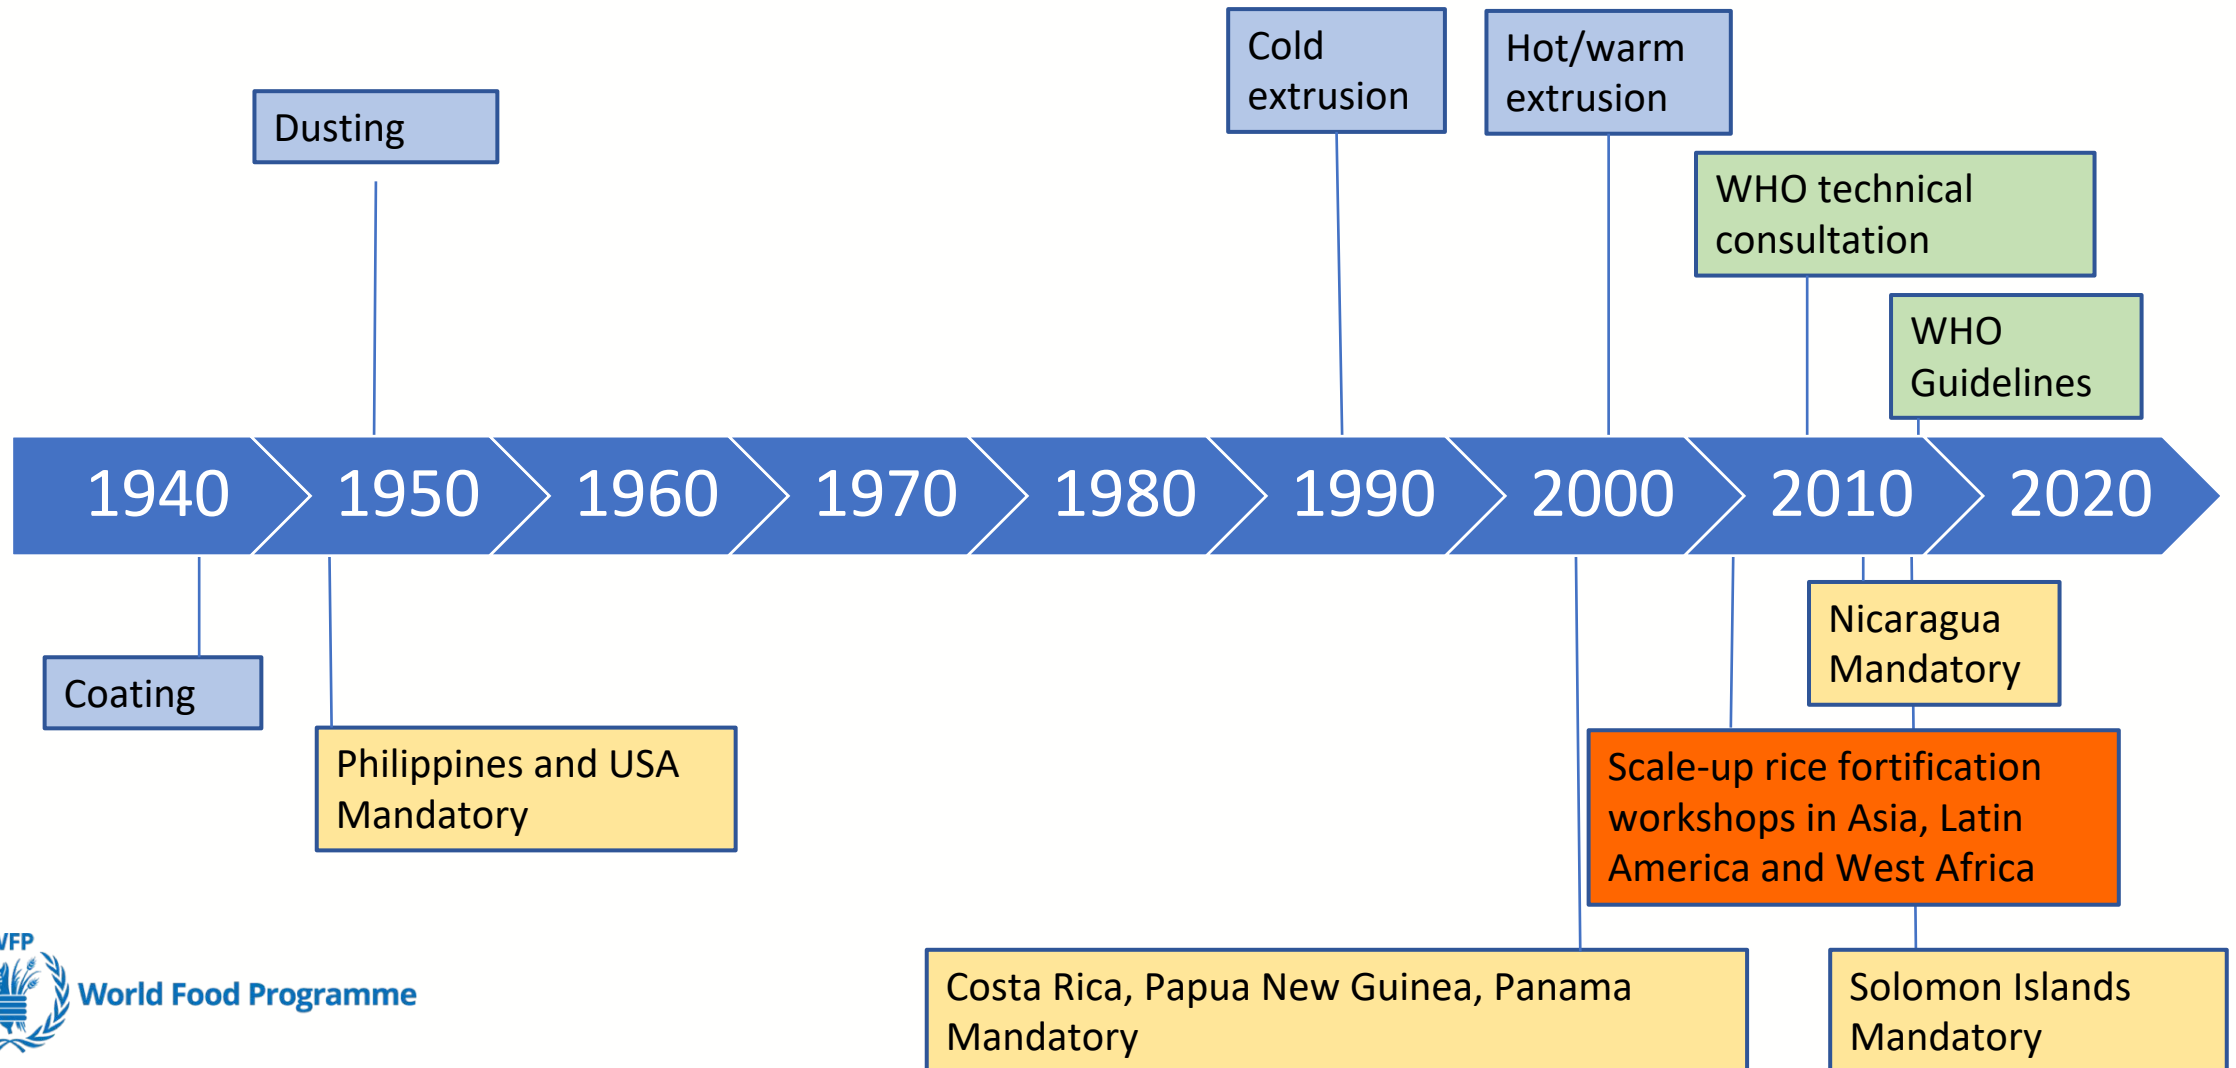 Cold
extrusion
Hot/warm
extrusion
Dusting
WHO technical
consultation
WHO
Guidelines
1940
1950
1960
1970
1980
1990
2000
2010
2020
Coating
Philippines and USA
Mandatory
Nicaragua
Mandatory
Scale-up rice fortification
workshops in Asia, Latin
America and West Africa
Costa Rica, Papua New Guinea, Panama
Mandatory
Solomon Islands
Mandatory
WFP
World Food Programme